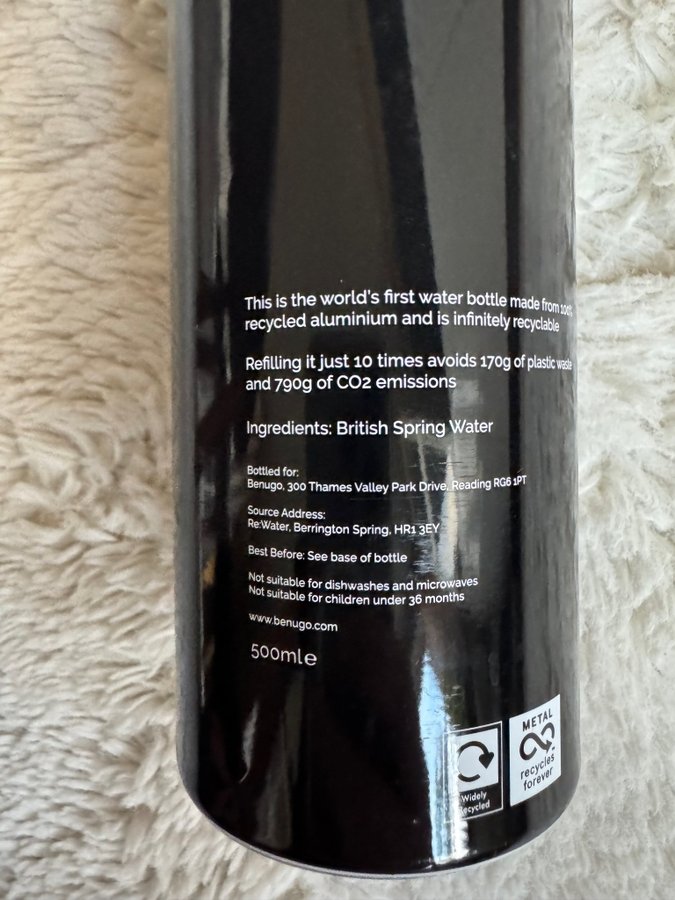 This is the world's first water bottle made from 100%
recycled aluminium and is infinitely recyclable
Refilling it just 10 times avoids 170g of plastic waste
and 790g of CO2 emissions
Ingredients: British Spring Water
Bottled for:
Benugo, 300 Thames Valley Park Drive, Reading RG6 1PT
Source Address:
Re:Water, Berrington Spring, HR1 3EY
Best Before: See base of bottle
Not suitable for dishwashes and microwaves
Not suitable for children under 36 months
www.benugo.com
500ml℮
Widely
Recycled
METAL
recycles
forever